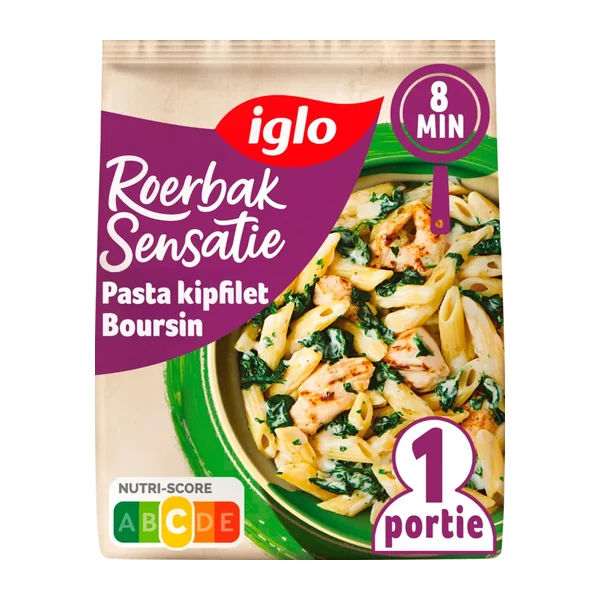 iglo
8
MIN
Roerbak
Sensatie
Pasta kipfilet
Boursin
NUTRI-SCORE
A B C D E
1
portie